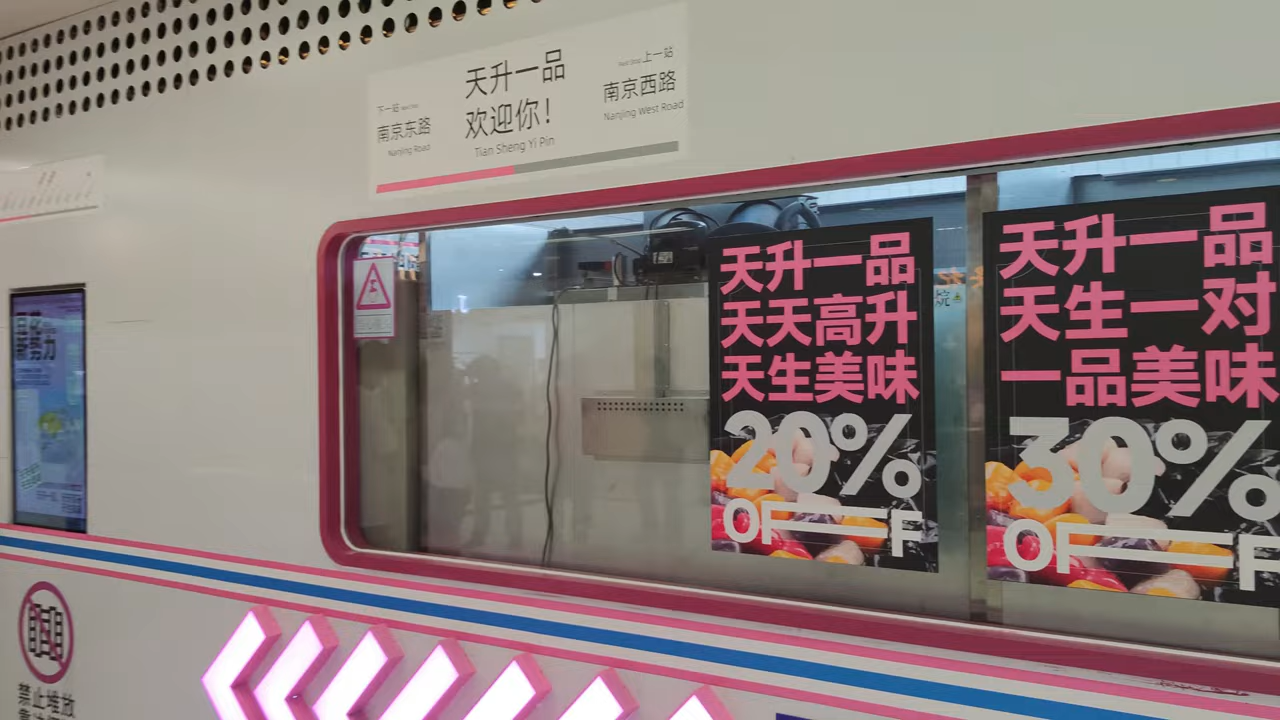 天升一品
欢迎你！
Tian Sheng Yi Pin
下一站
南京东路
Nanjing Road
上一站
南京西路
Nanjing West Road
天升一品
天天高升
天生美味
20%
OFF
天升一品
天生一对
一品美味
30%
OFF
禁止堆放